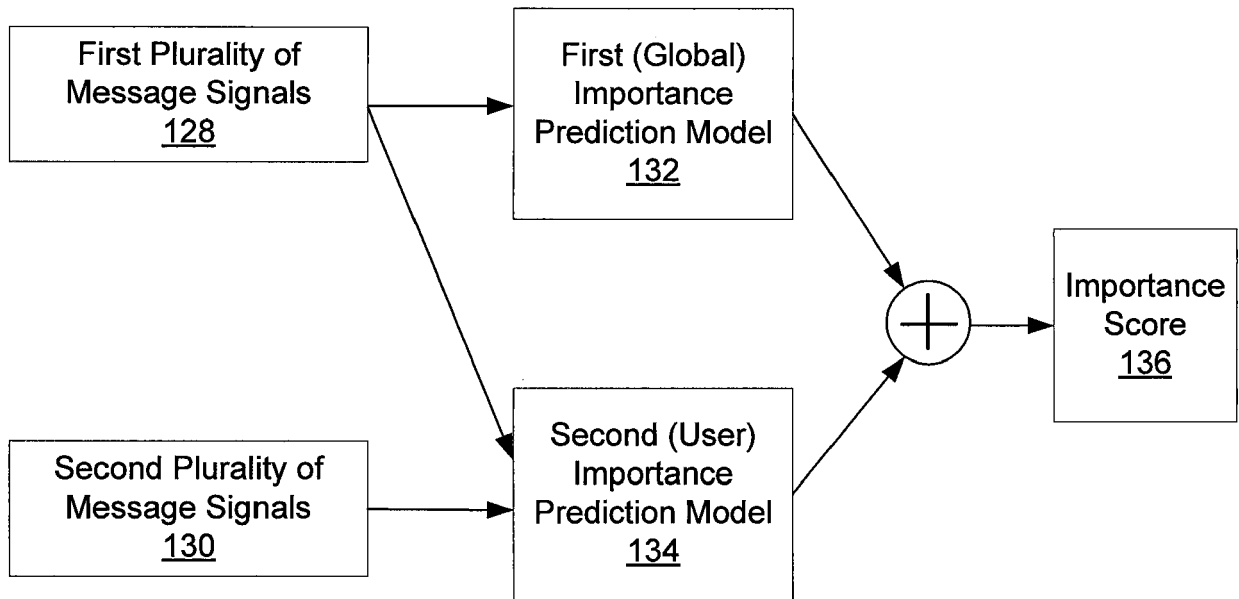 First Plurality of
Message Signals
128
First (Global)
Importance
Prediction Model
132
Importance
Score
136
Second Plurality of
Message Signals
130
Second (User)
Importance
Prediction Model
134